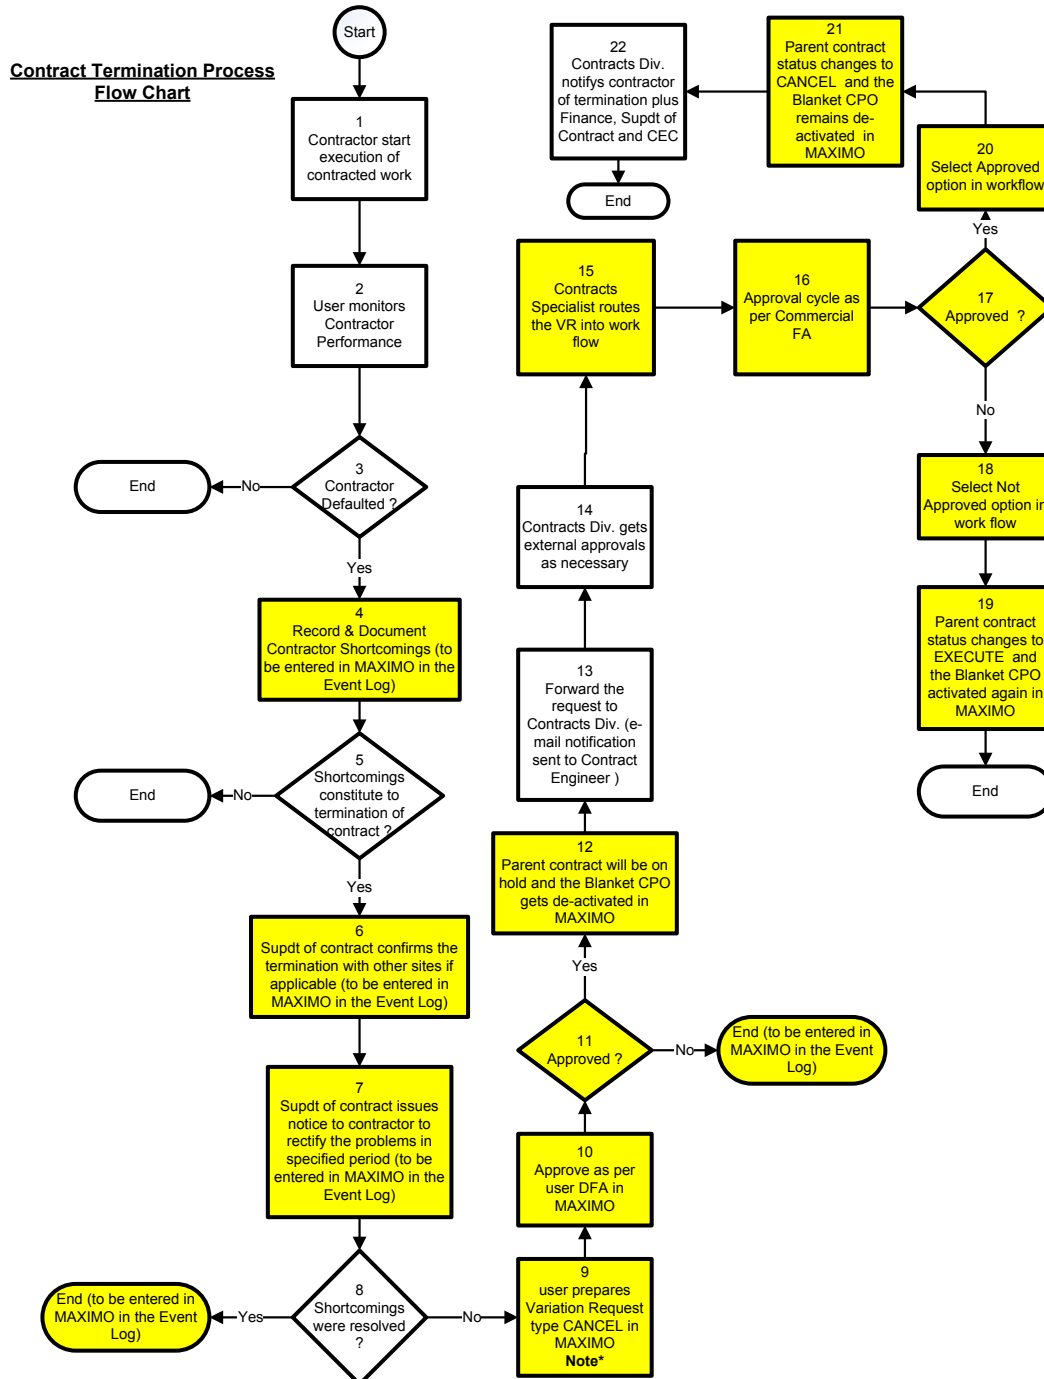 Contract Termination Process
Flow Chart
Start
1
Contractor start
execution of
contracted work
2
User monitors
Contractor
Performance
3
Contractor
Defaulted ?
No
End
Yes
4
Record & Document
Contractor Shortcomings (to
be entered in MAXIMO in the
Event Log)
5
Shortcomings
constitute to
termination of
contract ?
No
End
Yes
6
Supdt of contract confirms the
termination with other sites if
applicable (to be entered in
MAXIMO in the Event Log)
7
Supdt of contract issues
notice to contractor to
rectify the problems in
specified period (to be
entered in MAXIMO in the
Event Log)
8
Shortcomings
were resolved
?
Yes
End (to be entered in
MAXIMO in the Event
Log)
No
9
user prepares
Variation Request
type CANCEL in
MAXIMO
Note*
10
Approve as per
user DFA in
MAXIMO
11
Approved ?
No
End (to be entered in
MAXIMO in the Event
Log)
Yes
12
Parent contract will be on
hold and the Blanket CPO
gets de-activated in
MAXIMO
13
Forward the
request to
Contracts Div. (e-
mail notification
sent to Contract
Engineer )
14
Contracts Div. gets
external approvals
as necessary
15
Contracts
Specialist routes
the VR into work
flow
16
Approval cycle as
per Commercial
FA
17
Approved ?
No
18
Select Not
Approved option in
work flow
19
Parent contract
status changes to
EXECUTE and
the Blanket CPO
activated again in
MAXIMO
End
Yes
20
Select Approved
option in workflow
21
Parent contract
status changes to
CANCEL and the
Blanket CPO
remains de-
activated in
MAXIMO
22
Contracts Div.
notifys contractor
of termination plus
Finance, Supdt of
Contract and CEC
End